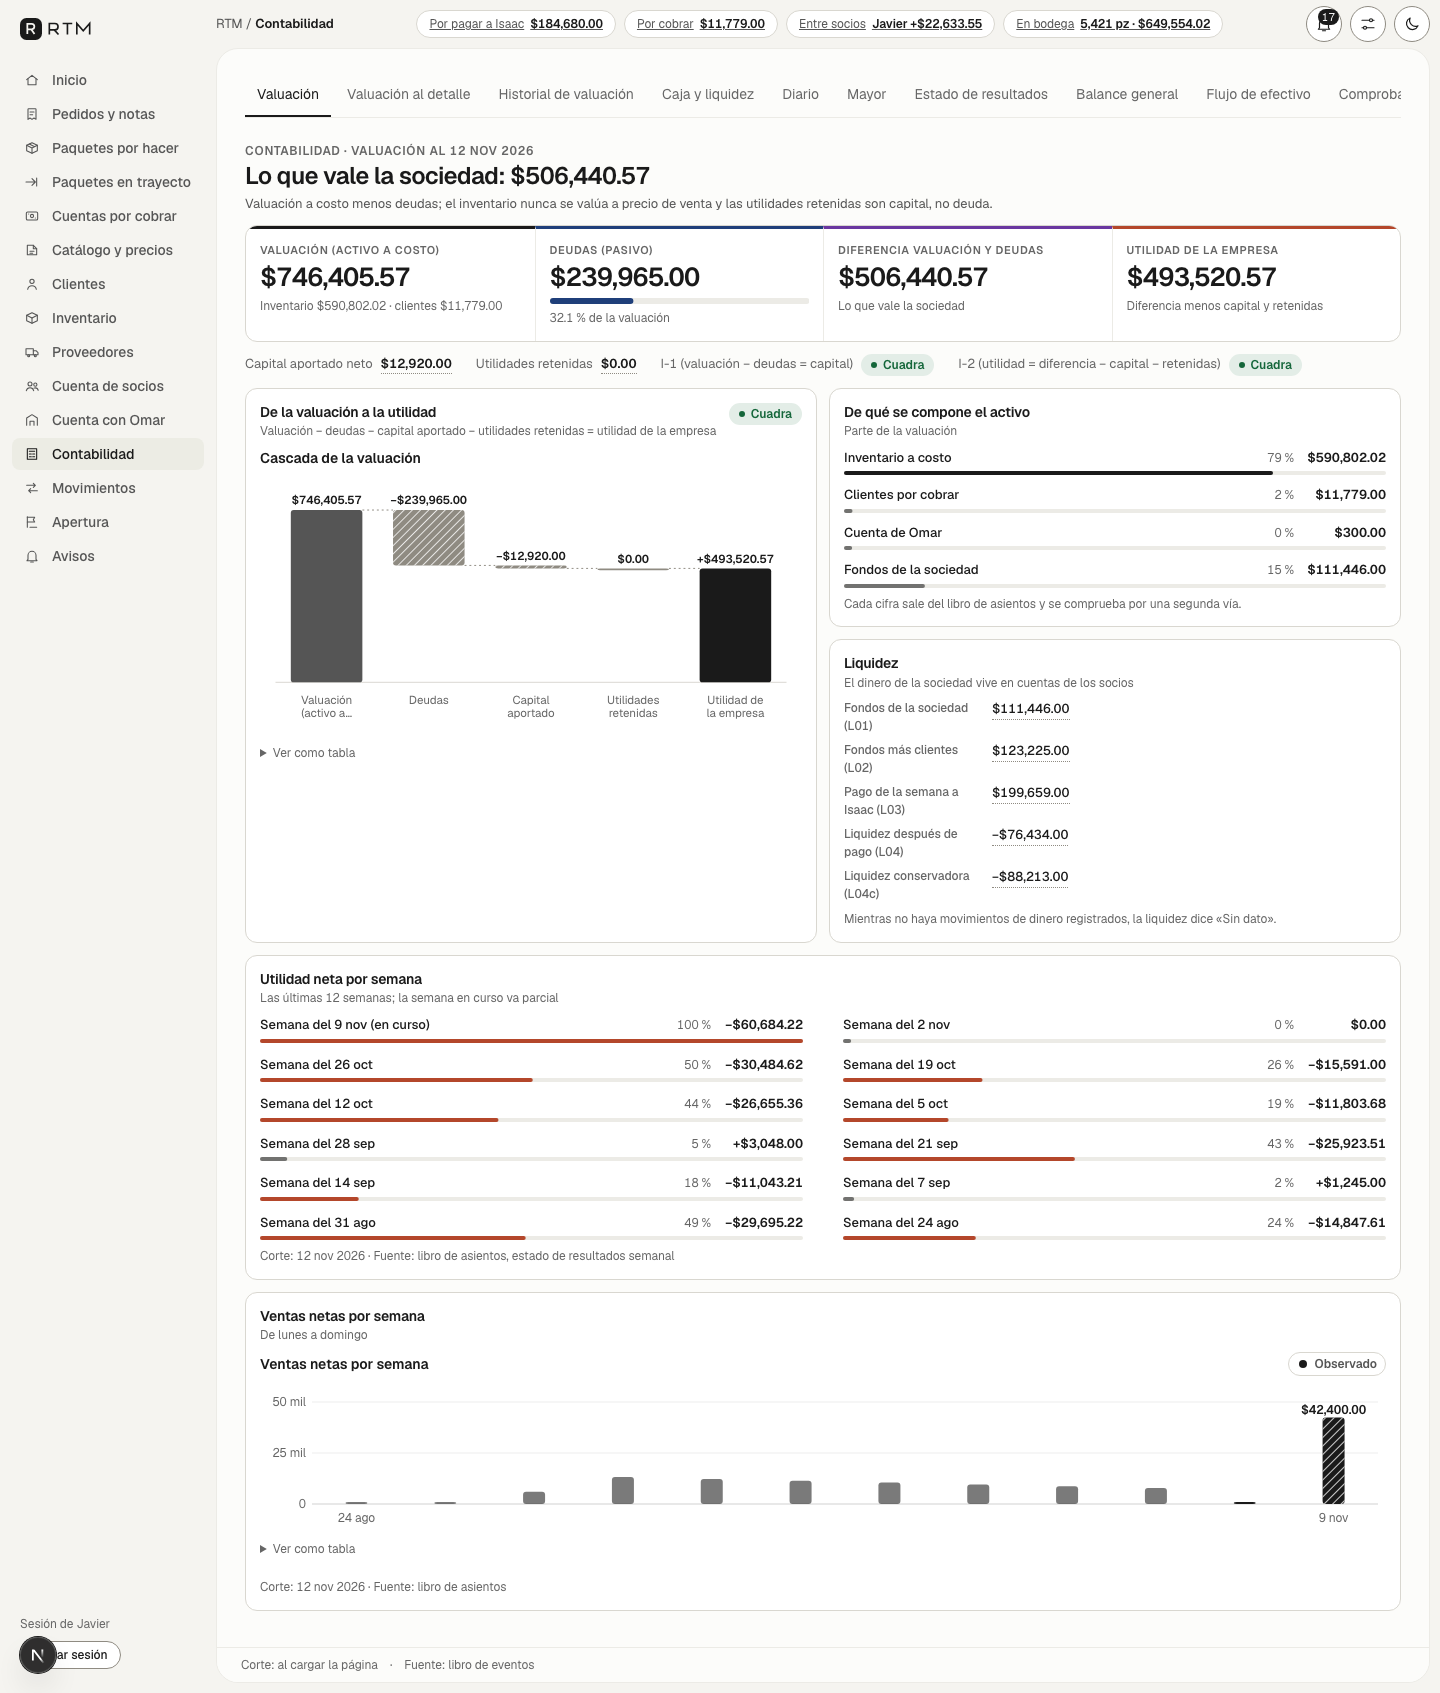 R RTM
RTM / Contabilidad
Por pagar a Isaac $184,680.00
Por cobrar $11,779.00
Entre socios Javier +$22,633.55
En bodega 5,421 pz · $649,554.02
17
Inicio
Pedidos y notas
Paquetes por hacer
Paquetes en trayecto
Cuentas por cobrar
Catálogo y precios
Clientes
Inventario
Proveedores
Cuenta de socios
Cuenta con Omar
Contabilidad
Movimientos
Apertura
Avisos
Valuación
Valuación al detalle
Historial de valuación
Caja y liquidez
Diario
Mayor
Estado de resultados
Balance general
Flujo de efectivo
Comproba
CONTABILIDAD · VALUACIÓN AL 12 NOV 2026
Lo que vale la sociedad: $506,440.57
Valuación a costo menos deudas; el inventario nunca se valúa a precio de venta y las utilidades retenidas son capital, no deuda.
VALUACIÓN (ACTIVO A COSTO)
$746,405.57
Inventario $590,802.02 · clientes $11,779.00
DEUDAS (PASIVO)
$239,965.00
32.1 % de la valuación
DIFERENCIA VALUACIÓN Y DEUDAS
$506,440.57
Lo que vale la sociedad
UTILIDAD DE LA EMPRESA
$493,520.57
Diferencia menos capital y retenidas
Capital aportado neto $12,920.00
Utilidades retenidas $0.00
I-1 (valuación − deudas = capital) Cuadra
I-2 (utilidad = diferencia − capital − retenidas) Cuadra
De la valuación a la utilidad
Cuadra
Valuación − deudas − capital aportado − utilidades retenidas = utilidad de la empresa
Cascada de la valuación
$746,405.57
−$239,965.00
−$12,920.00
$0.00
+$493,520.57
Valuación
(activo a…
Deudas
Capital
aportado
Utilidades
retenidas
Utilidad de
la empresa
Ver como tabla
De qué se compone el activo
Parte de la valuación
Inventario a costo 79 % $590,802.02
Clientes por cobrar 2 % $11,779.00
Cuenta de Omar 0 % $300.00
Fondos de la sociedad 15 % $111,446.00
Cada cifra sale del libro de asientos y se comprueba por una segunda vía.
Liquidez
El dinero de la sociedad vive en cuentas de los socios
Fondos de la sociedad
(L01)
$111,446.00
Fondos más clientes
(L02)
$123,225.00
Pago de la semana a
Isaac (L03)
$199,659.00
Liquidez después de
pago (L04)
−$76,434.00
Liquidez conservadora
(L04c)
−$88,213.00
Mientras no haya movimientos de dinero registrados, la liquidez dice «Sin dato».
Utilidad neta por semana
Las últimas 12 semanas; la semana en curso va parcial
Semana del 9 nov (en curso) 100 % −$60,684.22
Semana del 2 nov 0 % $0.00
Semana del 26 oct 50 % −$30,484.62
Semana del 19 oct 26 % −$15,591.00
Semana del 12 oct 44 % −$26,655.36
Semana del 5 oct 19 % −$11,803.68
Semana del 28 sep 5 % +$3,048.00
Semana del 21 sep 43 % −$25,923.51
Semana del 14 sep 18 % −$11,043.21
Semana del 7 sep 2 % +$1,245.00
Semana del 31 ago 49 % −$29,695.22
Semana del 24 ago 24 % −$14,847.61
Corte: 12 nov 2026 · Fuente: libro de asientos, estado de resultados semanal
Ventas netas por semana
De lunes a domingo
Ventas netas por semana
Observado
50 mil
25 mil
0
$42,400.00
24 ago
9 nov
Ver como tabla
Corte: 12 nov 2026 · Fuente: libro de asientos
Sesión de Javier
N
ar sesión
Corte: al cargar la página · Fuente: libro de eventos